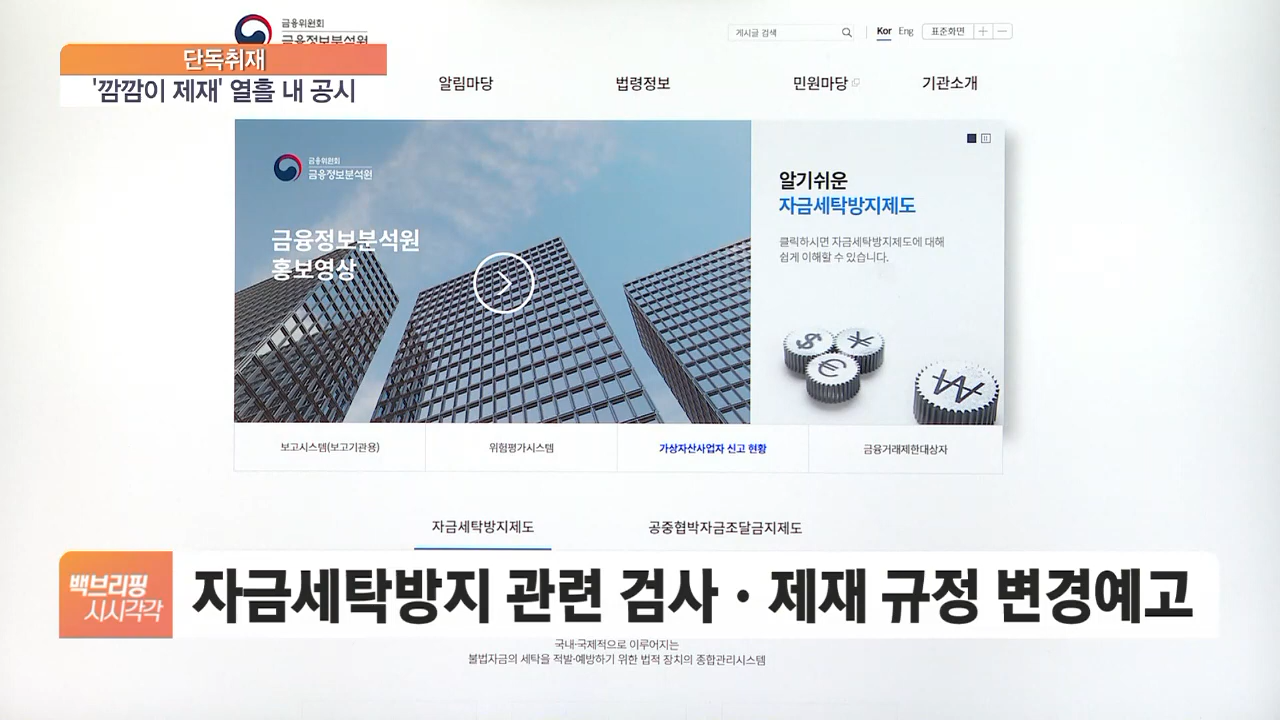 금융위원회
금융정보분석원
게시글 검색
Kor Eng 표준화면
단독취재
'깜깜이 제재' 열흘 내 공시
알림마당 법령정보 민원마당 기관소개
금융위원회
금융정보분석원
금융정보분석원
홍보영상
알기쉬운
자금세탁방지제도
클릭하시면 자금세탁방지제도에 대해
쉽게 이해할 수 있습니다.
보고시스템(보고기관용) 위험평가시스템 가상자산사업자 신고 현황 금융거래제한대상자
자금세탁방지제도 공중협박자금조달금지제도
백브리핑
시시각각
자금세탁방지 관련 검사·제재 규정 변경예고
국내·국제적으로 이루어지는
불법자금의 세탁을 적발·예방하기 위한 법적 장치의 종합관리시스템